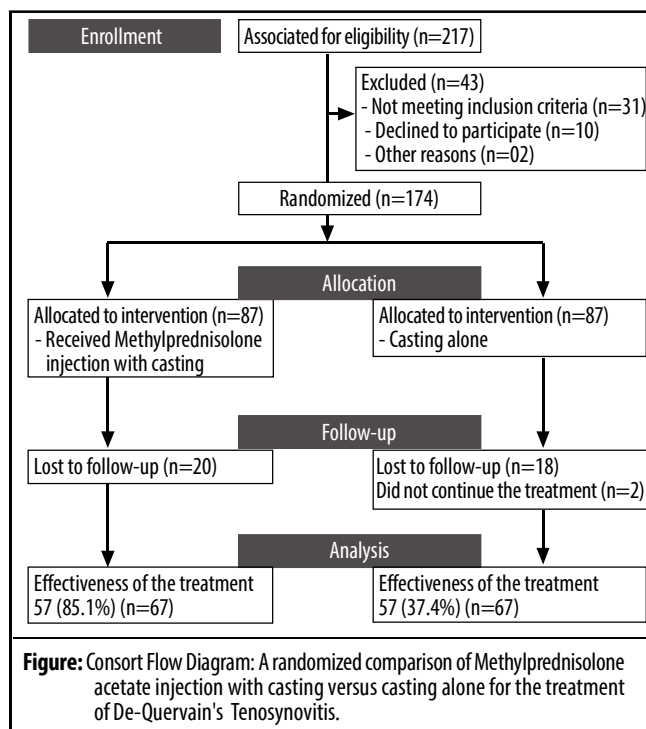 Enrollment
Associated for eligibility (n=217)
Excluded (n=43)
- Not meeting inclusion criteria (n=31)
- Declined to participate (n=10)
- Other reasons (n=02)
Randomized (n=174)
Allocation
Allocated to intervention (n=87)
- Received Methylprednisolone
injection with casting
Allocated to intervention (n=87)
- Casting alone
Follow-up
Lost to follow-up (n=20)
Lost to follow-up (n=18)
Did not continue the treatment (n=2)
Analysis
Effectiveness of the treatment
57 (85.1%) (n=67)
Effectiveness of the treatment
57 (37.4%) (n=67)
Figure: Consort Flow Diagram: A randomized comparison of Methylprednisolone
acetate injection with casting versus casting alone for the treatment
of De-Quervain's Tenosynovitis.